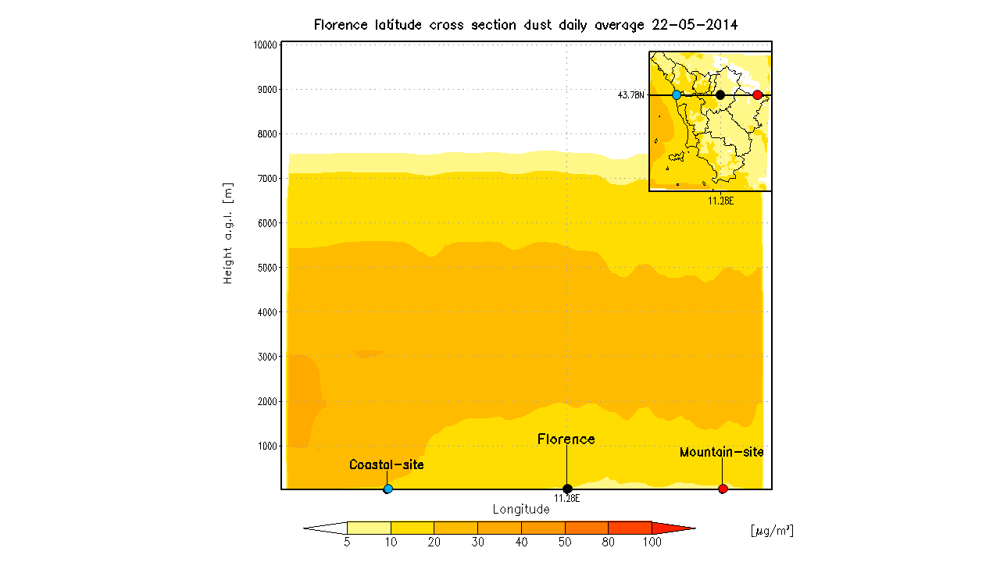 Florence latitude cross section dust daily average 22-05-2014
10000
9000
8000
7000
6000
5000
4000
3000
2000
1000
Height a.g.l. [m]
43.78N
11.28E
Florence
Mountain-site
Coastal-site
11.28E
Longitude
5 10 20 30 40 50 80 100
[μg/m³]